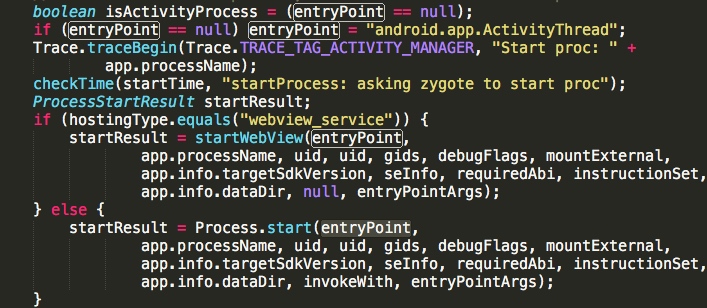 boolean isActivityProcess = (entryPoint == null);
if (entryPoint == null) entryPoint = "android.app.ActivityThread";
Trace.traceBegin(Trace.TRACE_TAG_ACTIVITY_MANAGER, "Start proc: " +
app.processName);
checkTime(startTime, "startProcess: asking zygote to start proc");
ProcessStartResult startResult;
if (hostingType.equals("webview_service")) {
startResult = startWebView(entryPoint,
app.processName, uid, uid, gids, debugFlags, mountExternal,
app.info.targetSdkVersion, seInfo, requiredAbi, instructionSet,
app.info.dataDir, null, entryPointArgs);
} else {
startResult = Process.start(entryPoint,
app.processName, uid, uid, gids, debugFlags, mountExternal,
app.info.targetSdkVersion, seInfo, requiredAbi, instructionSet,
app.info.dataDir, invokeWith, entryPointArgs);
}